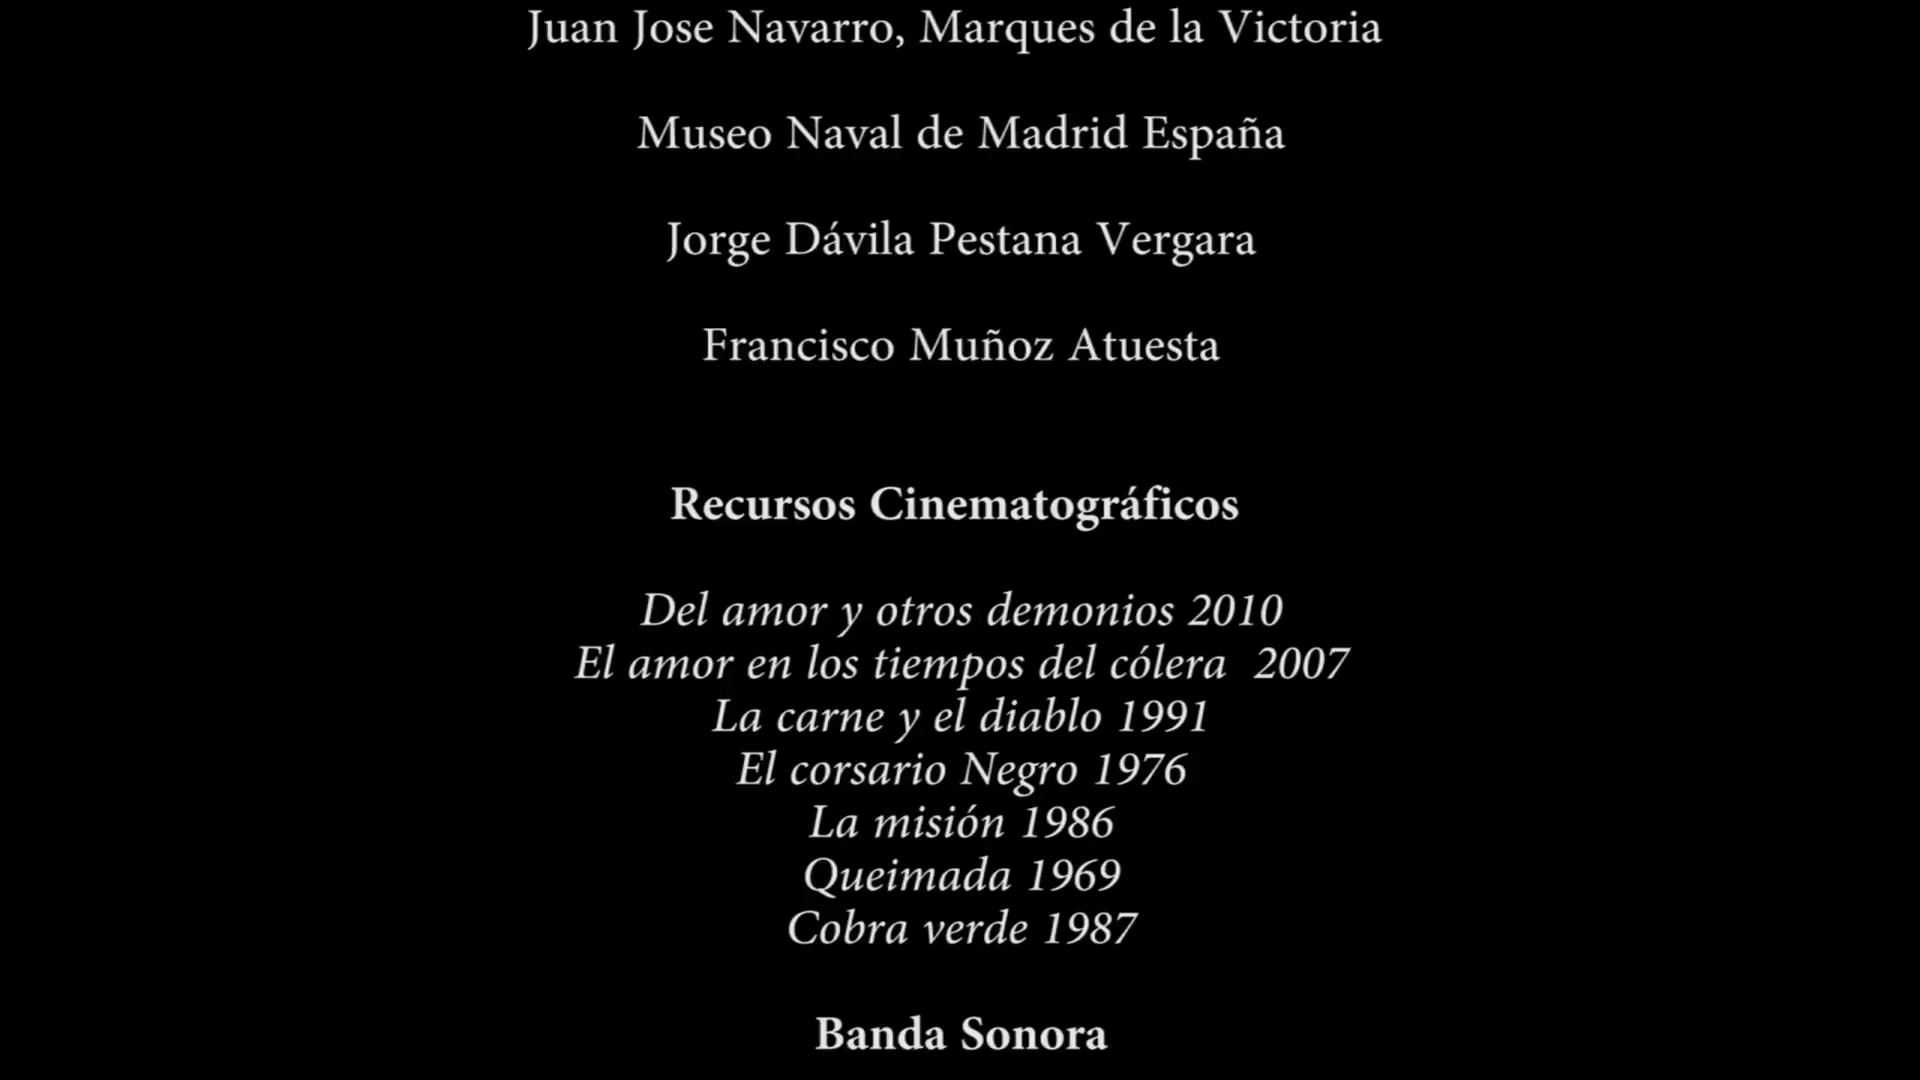 Juan Jose Navarro, Marques de la Victoria
Museo Naval de Madrid España
Jorge Dávila Pestana Vergara
Francisco Muñoz Atuesta
Recursos Cinematográficos
Del amor y otros demonios 2010
El amor en los tiempos del cólera 2007
La carne y el diablo 1991
El corsario Negro 1976
La misión 1986
Queimada 1969
Cobra verde 1987
Banda Sonora